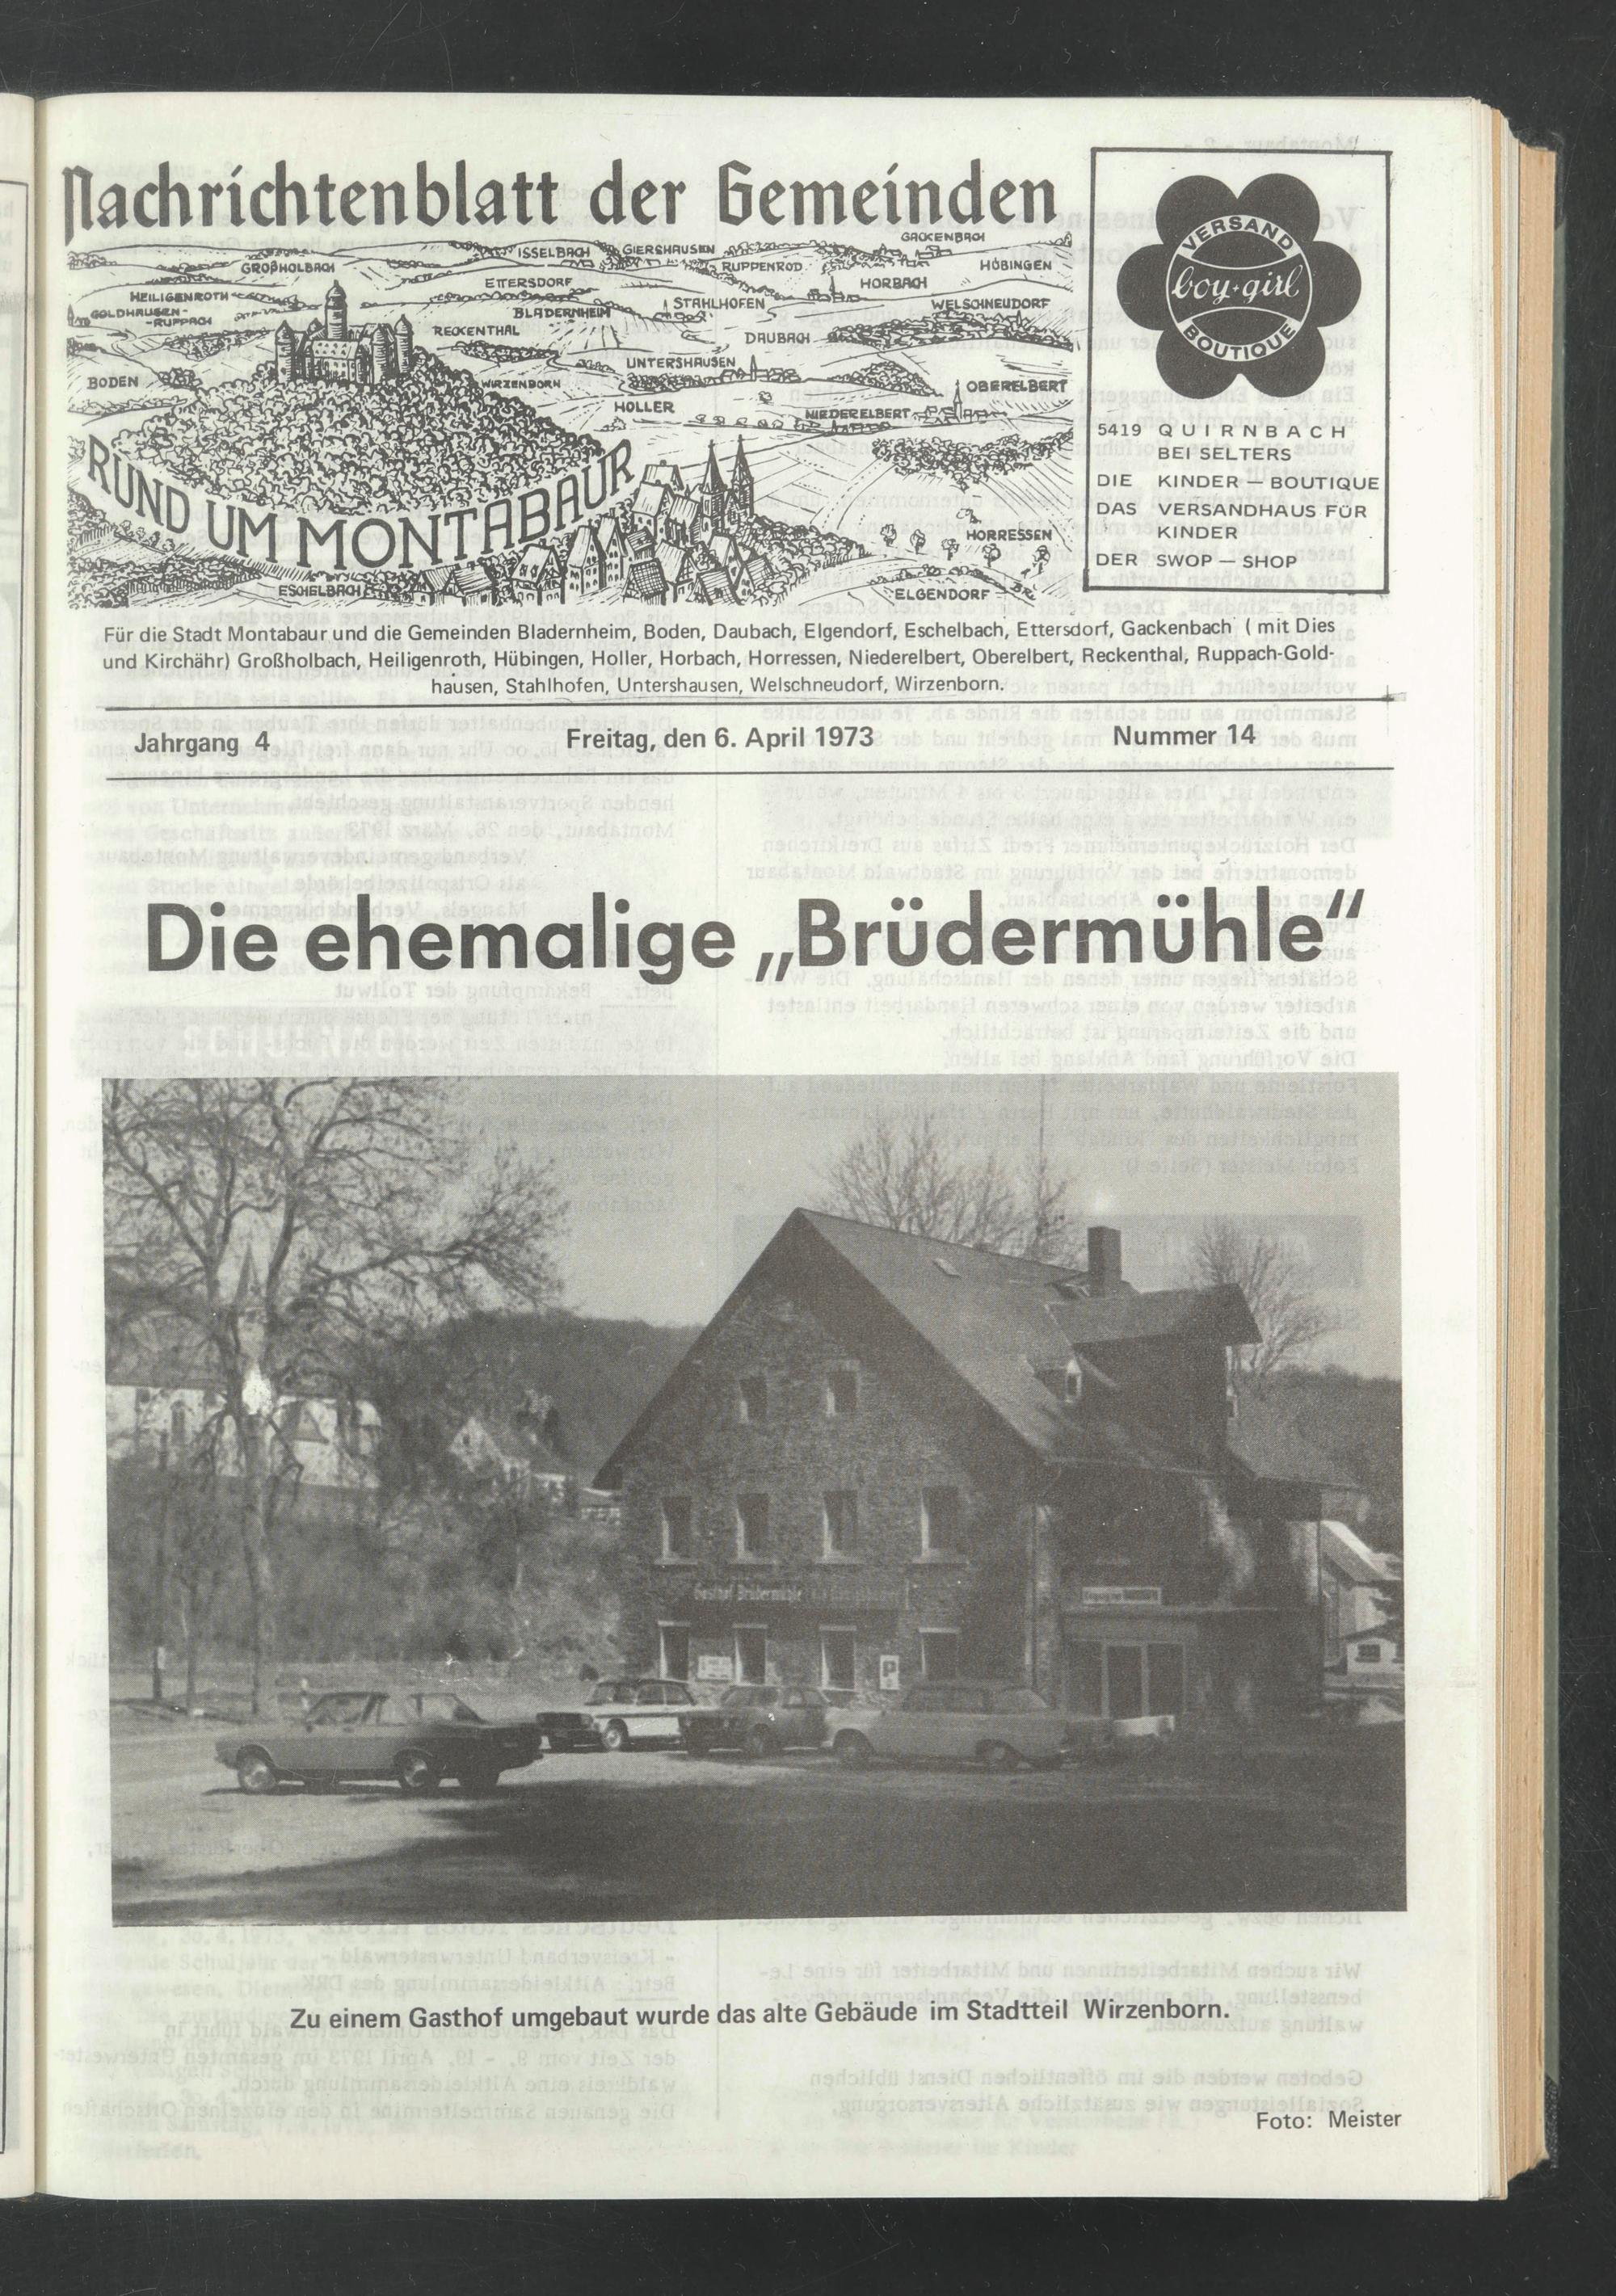 Nachrichtenblatt der Gemeinden
ISSELBACH
GIERSHAUSEN
GACKENBACH
GROßHOLBACH
RUPPENROD
HÜBINGEN
ETTERSDORF
HORBACH
HEILIGENROTH
STAHLHOFEN
WELSCHNEUDORF
GOLDHAUSEN-
-RUPPACH
BLADERNHEIM
RECKENTHAL
DAUBACH
UNTERSHAUSEN
BODEN
WIRZENBORN
OBERELBERT
HOLLER
NIEDERELBERT
RUND UM MONTABAUR
HORRESSEN
ESCHELBACH
ELGENDORF
VERSAND
boy+girl
BOUTIQUE
5419 QUIRNBACH
BEI SELTERS
DIE KINDER — BOUTIQUE
DAS VERSANDHAUS FÜR
KINDER
DER SWOP — SHOP
Für die Stadt Montabaur und die Gemeinden Bladernheim, Boden, Daubach, Elgendorf, Eschelbach, Ettersdorf, Gackenbach ( mit Dies
und Kirchähr) Großholbach, Heiligenroth, Hübingen, Holler, Horbach, Horressen, Niederelbert, Oberelbert, Reckenthal, Ruppach-Gold-
hausen, Stahlhofen, Untershausen, Welschneudorf, Wirzenborn.
Jahrgang 4 Freitag, den 6. April 1973 Nummer 14
Die ehemalige „Brüdermühle“
Gasthof Brüdermühle
P
Zu einem Gasthof umgebaut wurde das alte Gebäude im Stadtteil Wirzenborn.
Foto: Meister